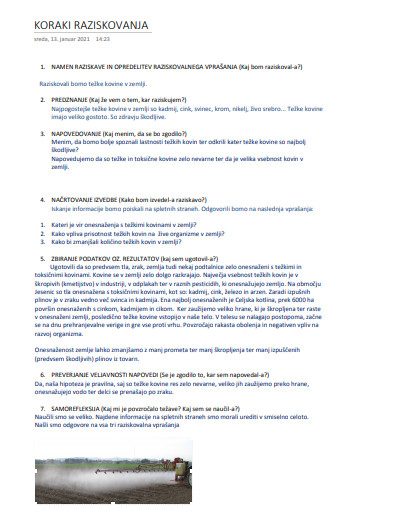 KORAKI RAZISKOVANJA
sreda, 13. januar 2021 14:23
1. NAMEN RAZISKAVE IN OPREDELITEV RAZISKOVALNEGA VPRAŠANJA (Kaj bom raziskoval-a?)
Raziskovali bomo težke kovine v zemlji.
2. PREDZNANJE (Kaj že vem o tem, kar raziskujem?)
Najpogostejše težke kovine v zemlji so kadmij, cink, svinec, krom, nikelj, živo srebro... Težke kovine
imajo veliko gostoto. So zdravju škodljive.
3. NAPOVEDOVANJE (Kaj menim, da se bo zgodilo?)
Menim, da bomo bolje spoznali lastnosti težkih kovin ter odkrili katere težke kovine so najbolj
škodljive?
Napovedujemo da so težke in toksične kovine zelo nevarne ter da je velika vsebnost kovin v
zemlji.
4. NAČRTOVANJE IZVEDBE (Kako bom izvedel-a raziskavo?)
Iskanje informacije bomo poiskali na spletnih straneh. Odgovorili bomo na naslednja vprašanja:
1. Kateri je vir onesnaženja s težkimi kovinami v zemlji?
2. Kako vpliva prisotnost težkih kovin na žive organizme v zemlji?
3. Kako bi zmanjšali količino težkih kovin v zemlji?
5. ZBIRANJE PODATKOV OZ. REZULTATOV (kaj sem ugotovil-a?)
Ugotovili da so predvsem tla, zrak, zemlja tudi nekaj podtalnice zelo onesnaženi s težkimi in
toksičnimi kovinami. Kovine se v zemlji zelo dolgo razkrajajo. Največja vsebnost težkih kovin je v
škropivih (kmetijstvo) v industriji, v odplakah ter v raznih pesticidih, ki onesnažujejo zemljo. Na območju
Jesenic so tla onesnažena s toksičnimi kovinami, kot so: kadmij, cink, železo in arzen. Zaradi izpušnih
plinov je v zraku vedno več svinca in kadmija. Ena najbolj onesnaženih je Celjska kotlina, prek 6000 ha
površin onesnaženih s cinkom, kadmijem in cikom. Ker zaužijemo veliko hrane, ki je škropljena ter raste
v onesnaženi zemlji, posledično težke kovine vstopijo v naše telo. V telesu se nalagajo postopoma, začne
se na dnu prehranjevalne verige in gre vse proti vrhu. Povzročajo rakasta obolenja in negativen vpliv na
razvoj organizma.
Onesnaženost zemlje lahko zmanjšamo z manj prometa ter manj škropljenja ter manj izpuščenih
(predvsem škodljivih) plinov iz tovarn.
6. PREVERJANJE VELJAVNOSTI NAPOVEDI (Se je zgodilo to, kar sem napovedal-a?)
Da, naša hipoteza je pravilna, saj so težke kovine res zelo nevarne, veliko jih zaužijemo preko hrane,
onesnažujejo vodo ter delci se prenašajo po zraku.
7. SAMOREFLEKSIJA (Kaj mi je povzročalo težave? Kaj sem se naučil-a?)
Naučili smo se veliko. Najdene informacije na spletnih straneh smo morali urediti v smiselno celoto.
Našli smo odgovore na vsa tri raziskovalna vprašanja